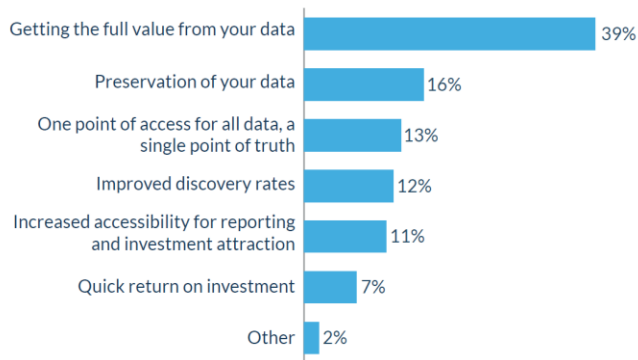 Getting the full value from your data
39%
Preservation of your data
16%
One point of access for all data, a
single point of truth
13%
Improved discovery rates
12%
Increased accessibility for reporting
and investment attraction
11%
Quick return on investment
7%
Other
2%